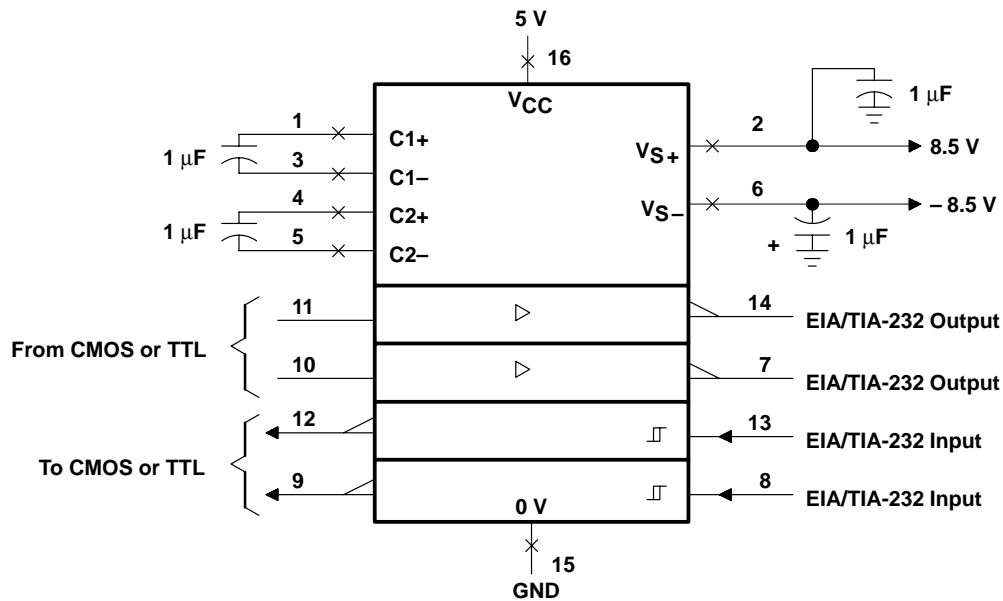 5 V
16
VCC
1
C1+
1 µF
3
C1–
4
C2+
1 µF
5
C2–
2
VS+
1 µF
8.5 V
6
VS–
– 8.5 V
+
1 µF
11
14
EIA/TIA-232 Output
From CMOS or TTL
10
7
EIA/TIA-232 Output
12
13
EIA/TIA-232 Input
To CMOS or TTL
9
8
EIA/TIA-232 Input
0 V
15
GND